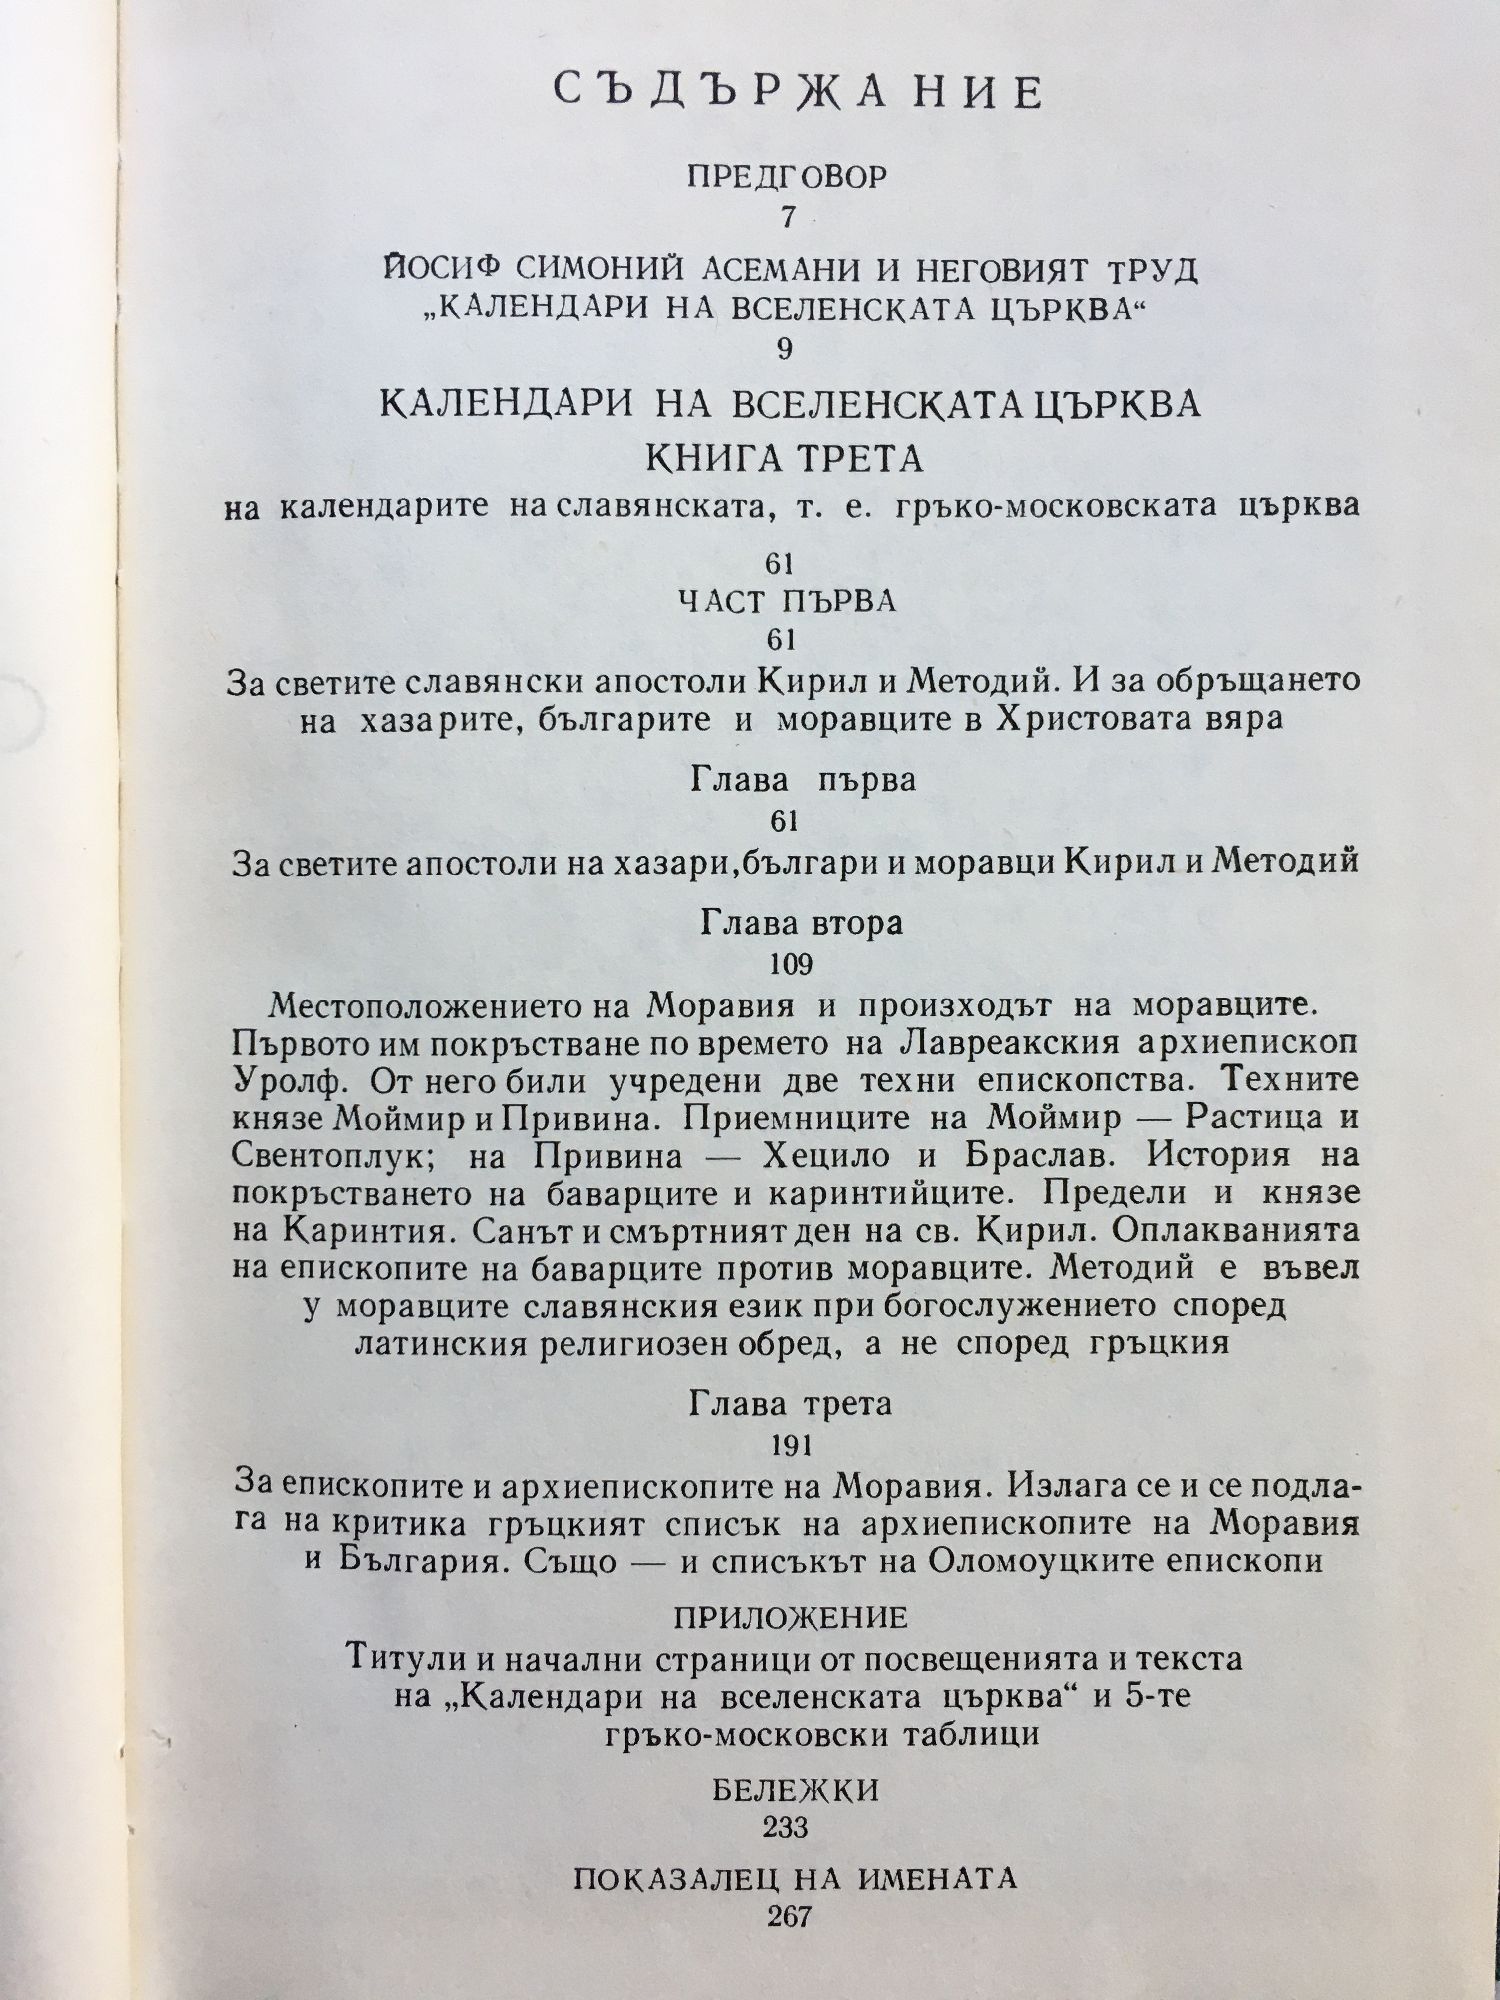 СЪДЪРЖАНИЕ
ПРЕДГОВОР
7
ЙОСИФ СИМОНИЙ АСЕМАНИ И НЕГОВИЯТ ТРУД
„КАЛЕНДАРИ НА ВСЕЛЕНСКАТА ЦЪРКВА“
9
КАЛЕНДАРИ НА ВСЕЛЕНСКАТА ЦЪРКВА
КНИГА ТРЕТА
на календарите на славянската, т. е. гръко-московската църква
61
ЧАСТ ПЪРВА
61
За светите славянски апостоли Кирил и Методий. И за обръщането
на хазарите, българите и моравците в Христовата вяра
Глава първа
61
За светите апостоли на хазари,българи и моравци Кирил и Методий
Глава втора
109
Местоположението на Моравия и произходът на моравците.
Първото им покръстване по времето на Лавреакския архиепископ
Уролф. От него били учредени две техни епископства. Техните
князе Моймир и Привина. Приемниците на Моймир — Растица и
Свентоплук; на Привина — Хецило и Браслав. История на
покръстването на баварците и каринтийците. Предели и князе
на Каринтия. Санът и смъртният ден на св. Кирил. Оплакванията
на епископите на баварците против моравците. Методий е въвел
у моравците славянския език при богослужението според
латинския религиозен обред, а не според гръцкия
Глава трета
191
За епископите и архиепископите на Моравия. Излага се и се подла-
га на критика гръцкият списък на архиепископите на Моравия
и България. Също — и списъкът на Оломоуцките епископи
ПРИЛОЖЕНИЕ
Титули и начални страници от посвещенията и текста
на „Календари на вселенската църква“ и 5-те
гръко-московски таблици
БЕЛЕЖКИ
233
ПОКАЗАЛЕЦ НА ИМЕНАТА
267